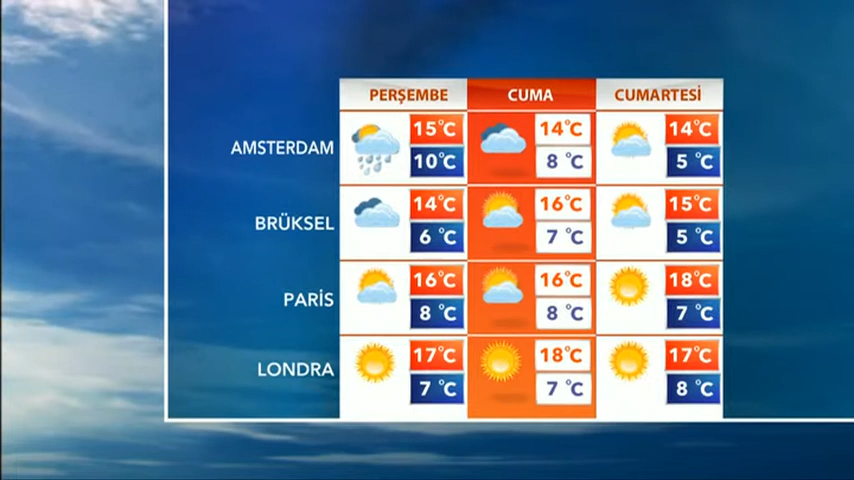 PERŞEMBE CUMA CUMARTESİ
AMSTERDAM 15°C 14°C 14°C
10°C 8 °C 5 °C
BRÜKSEL 14°C 16°C 15°C
6 °C 7 °C 5 °C
PARİS 16°C 16°C 18°C
8 °C 8 °C 7 °C
LONDRA 17°C 18°C 17°C
7 °C 7 °C 8 °C